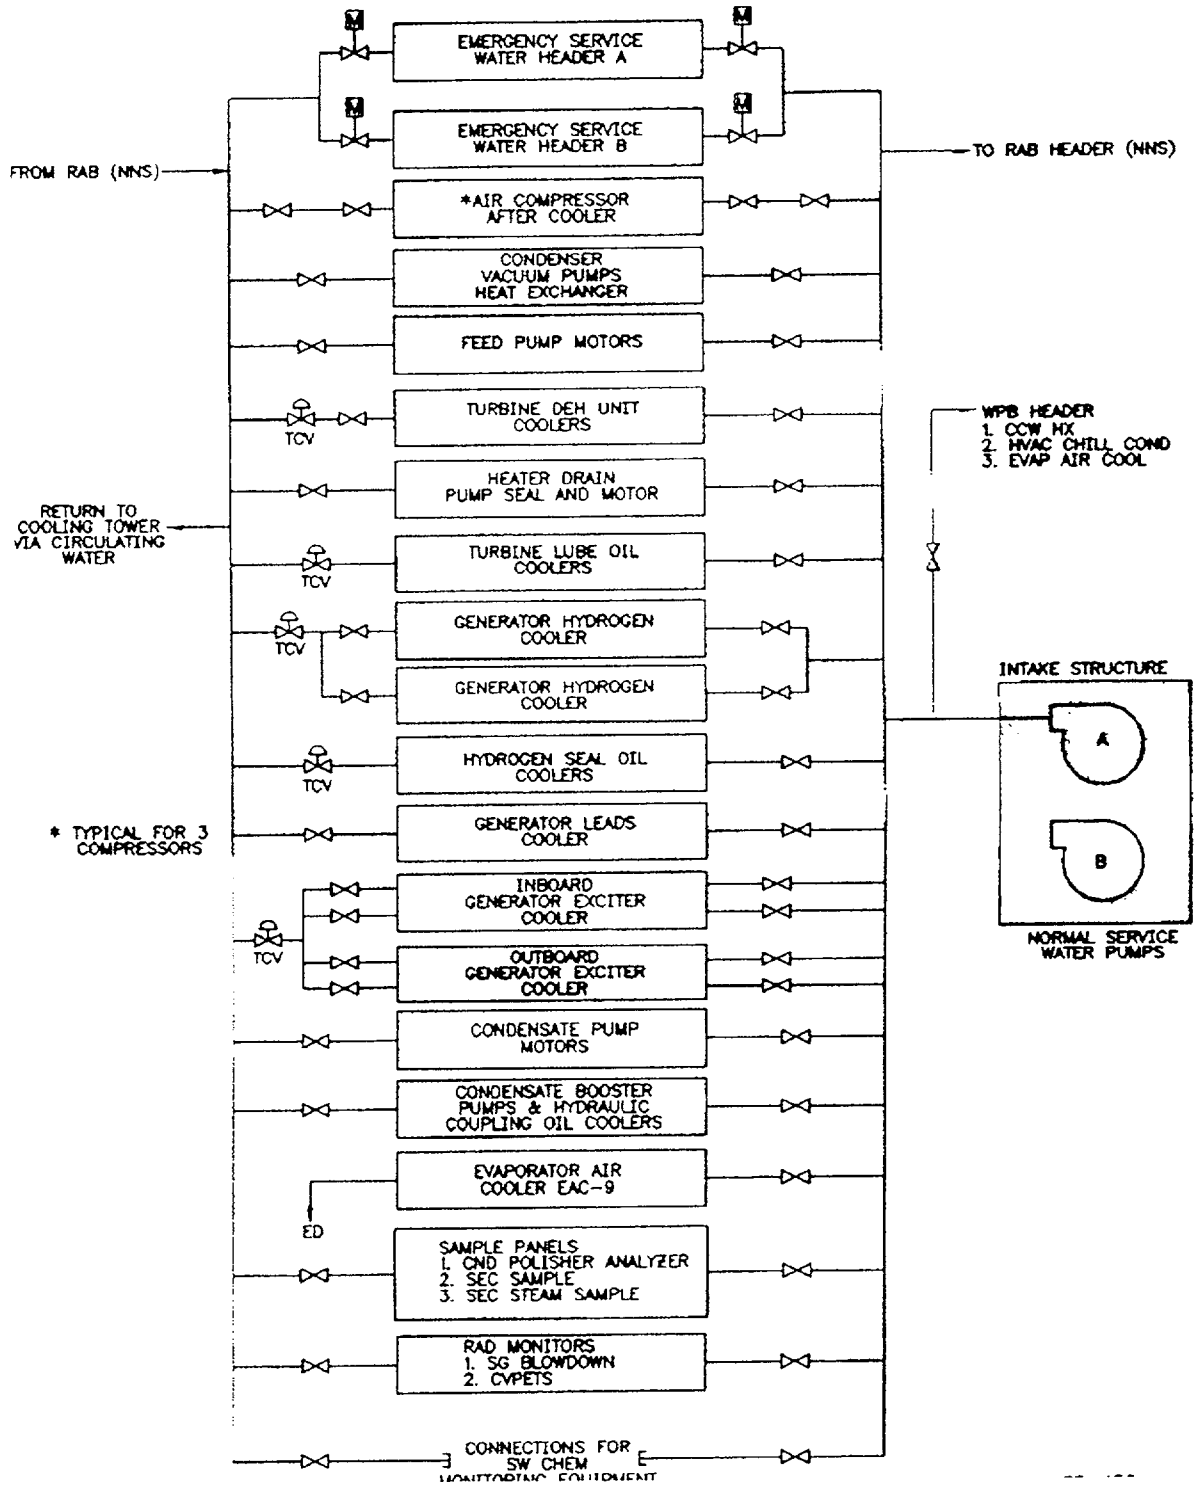 M
M
EMERGENCY SERVICE
WATER HEADER A
M
M
EMERGENCY SERVICE
WATER HEADER B
FROM RAB (NNS)
TO RAB HEADER (NNS)
*AIR COMPRESSOR
AFTER COOLER
CONDENSER
VACUUM PUMPS
HEAT EXCHANGER
FEED PUMP MOTORS
TCV
TURBINE DEH UNIT
COOLERS
WPB HEADER
1. CCW HX
2. HVAC CHILL COND
3. EVAP AIR COOL
HEATER DRAIN
PUMP SEAL AND MOTOR
RETURN TO
COOLING TOWER
VIA CIRCULATING
WATER
TCV
TURBINE LUBE OIL
COOLERS
TCV
GENERATOR HYDROGEN
COOLER
GENERATOR HYDROGEN
COOLER
INTAKE STRUCTURE
A
B
NORMAL SERVICE
WATER PUMPS
TCV
HYDROGEN SEAL OIL
COOLERS
* TYPICAL FOR 3
COMPRESSORS
GENERATOR LEADS
COOLER
TCV
INBOARD
GENERATOR EXCITER
COOLER
OUTBOARD
GENERATOR EXCITER
COOLER
CONDENSATE PUMP
MOTORS
CONDENSATE BOOSTER
PUMPS & HYDRAULIC
COUPLING OIL COOLERS
EVAPORATOR AIR
COOLER EAC-9
ED
SAMPLE PANELS
1. CND POLISHER ANALYZER
2. SEC SAMPLE
3. SEC STEAM SAMPLE
RAD MONITORS
1. SG BLOWDOWN
2. CVPETS
CONNECTIONS FOR
SW CHEM
MONITORING EQUIPMENT